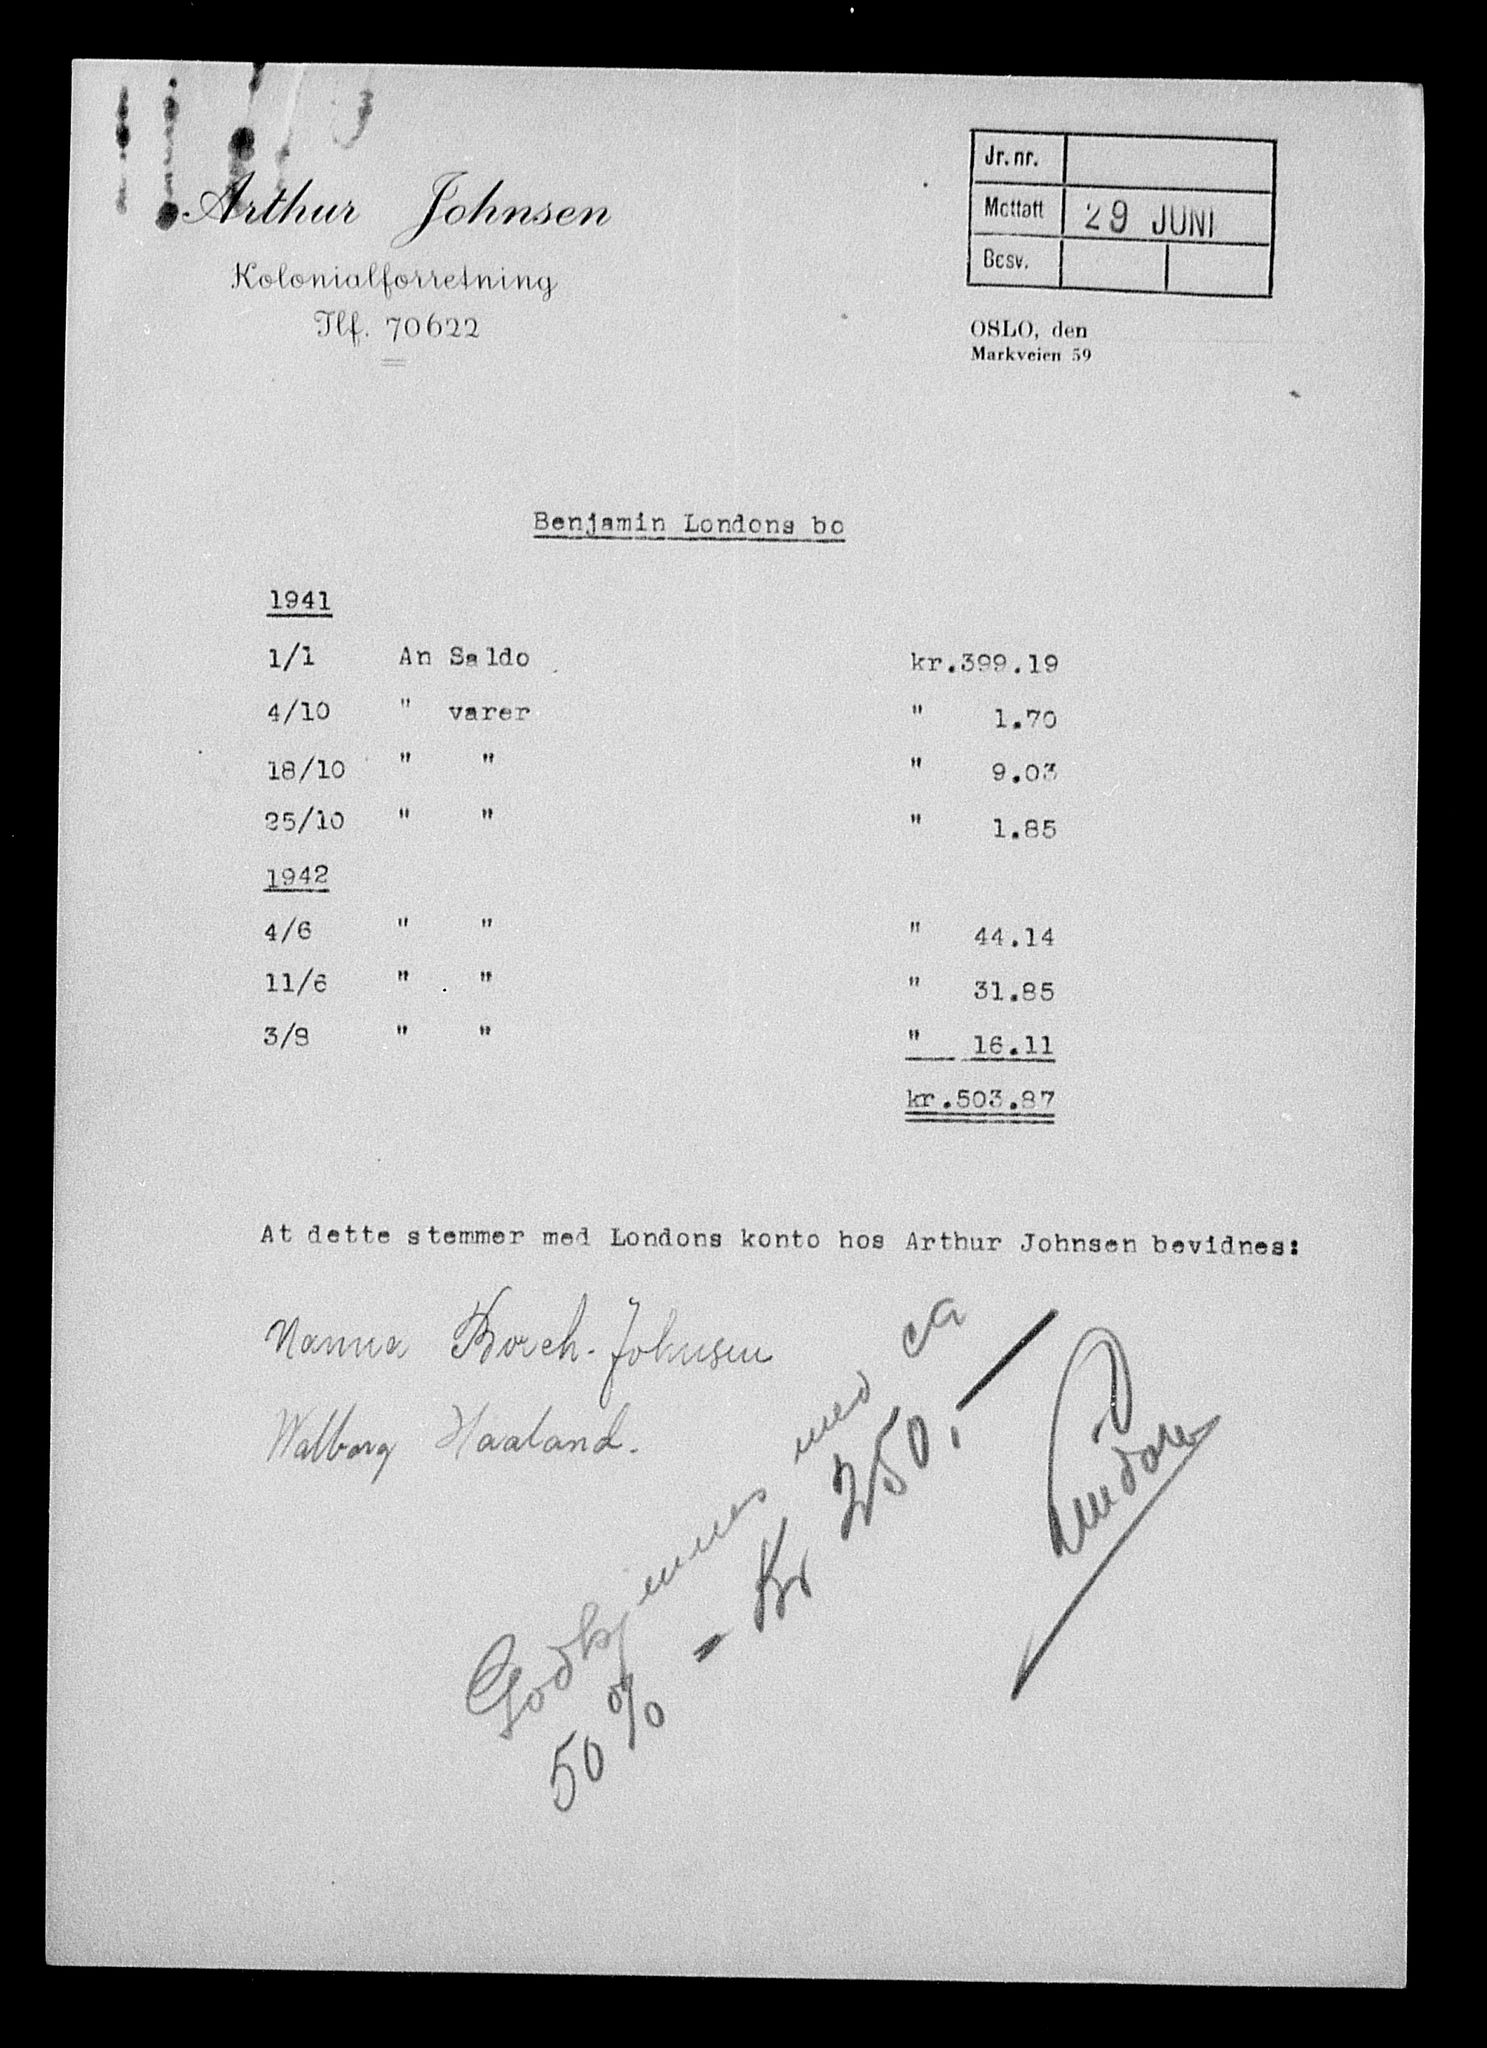 Arthur Johnsen
Kolonialforretning
Tlf. 70622
Jr. nr.
Mottatt 29 JUNI
Besv.
OSLO, den
Markveien 59
Benjamin Londons bo
1941
1/1 An Saldo kr.399.19
4/10 " varer " 1.70
18/10 " " " 9.03
25/10 " " " 1.85
1942
4/6 " " " 44.14
11/6 " " " 31.85
3/8 " " " 16.11
kr.503.87
At dette stemmer med Londons konto hos Arthur Johnsen bevidnes:
Nanna Borch-Johnsen
Walborg Haaland.
Godkjennes med ca
50% - Kr 250,-